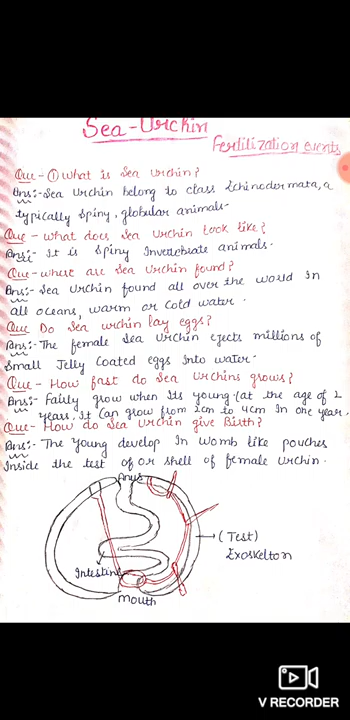 Sea-Urchin
Fertilization events
Que - ① What is Sea Urchin?
Ans:- Sea Urchin belong to class Echinodermata, a
typically spiny, globular animals-
Que - What does Sea Urchin Look like?
Ans:- It is Spiny Invertebrate animals.
Que - where are Sea Urchin found?
Ans:- Sea Urchin found all over the world In
all oceans, warm or cold water.
Que Do Sea urchin lay eggs?
Ans:- The female Sea Urchin ejects millions of
Small Jelly Coated eggs Into water-
Que - How fast do Sea Urchins grows?
Ans:- Faily grow when Its young (at the age of 2
years. It Can grow from 1cm to 4cm In one year.
Que- How do Sea Urchin give Birth?
Ans:- The Young develop In womb like pouches
Inside the test of or shell of female Urchin.
Anus
(Test)
Exoskelton
Intestine
Mouth
V RECORDER